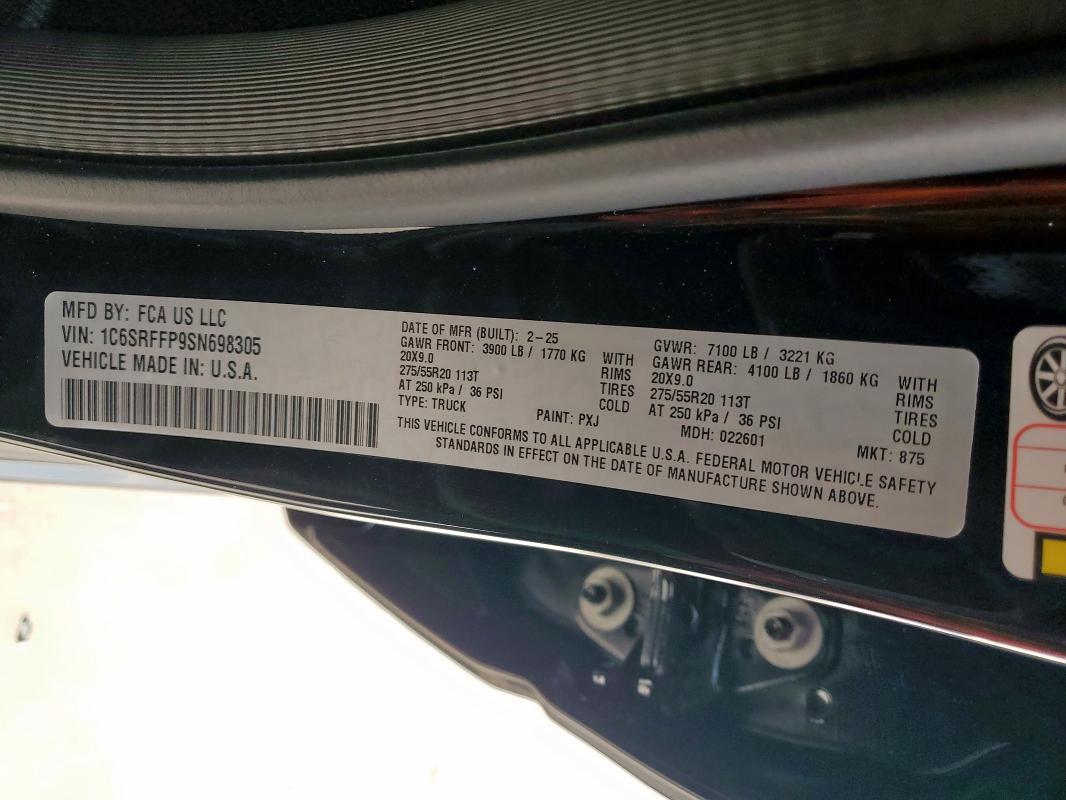 MFD BY: FCA US LLC
VIN: 1C6SRFFP9SN698305
VEHICLE MADE IN: U.S.A.
DATE OF MFR (BUILT): 2-25
GAWR FRONT: 3900 LB / 1770 KG WITH
20X9.0 RIMS
275/55R20 113T TIRES
AT 250 kPa / 36 PSI COLD
TYPE: TRUCK PAINT: PXJ
GVWR: 7100 LB / 3221 KG
GAWR REAR: 4100 LB / 1860 KG WITH
20X9.0 RIMS
275/55R20 113T TIRES
AT 250 kPa / 36 PSI COLD
MDH: 022601 MKT: 875
THIS VEHICLE CONFORMS TO ALL APPLICABLE U.S.A. FEDERAL MOTOR VEHICLE SAFETY
STANDARDS IN EFFECT ON THE DATE OF MANUFACTURE SHOWN ABOVE.